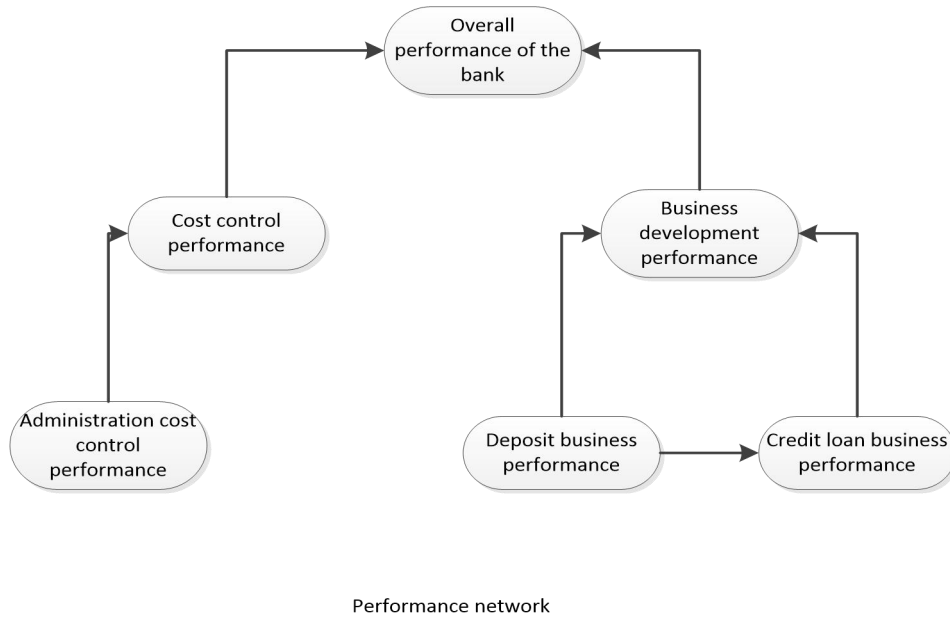 Overall
performance of the
bank
Cost control
performance
Business
development
performance
Administration cost
control
performance
Deposit business
performance
Credit loan business
performance
Performance network